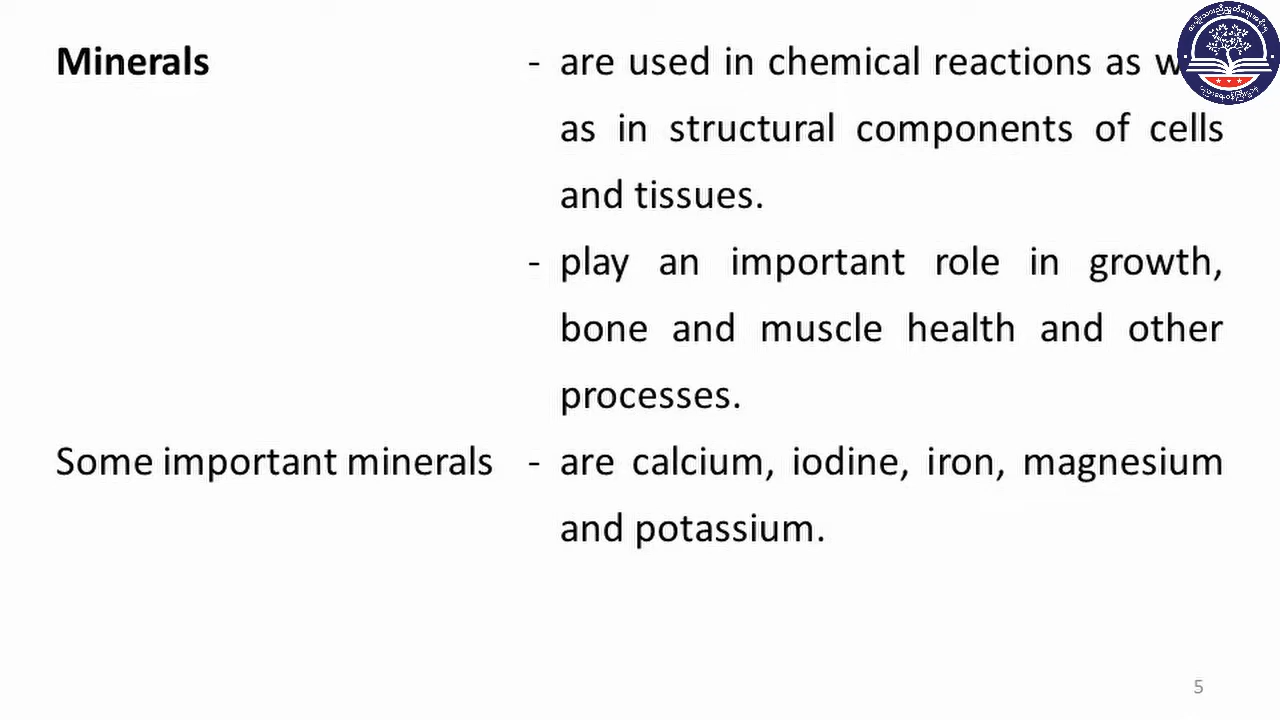 Minerals - are used in chemical reactions as
as in structural components of cells
and tissues.
- play an important role in growth,
bone and muscle health and other
processes.
Some important minerals - are calcium, iodine, iron, magnesium
and potassium.
5